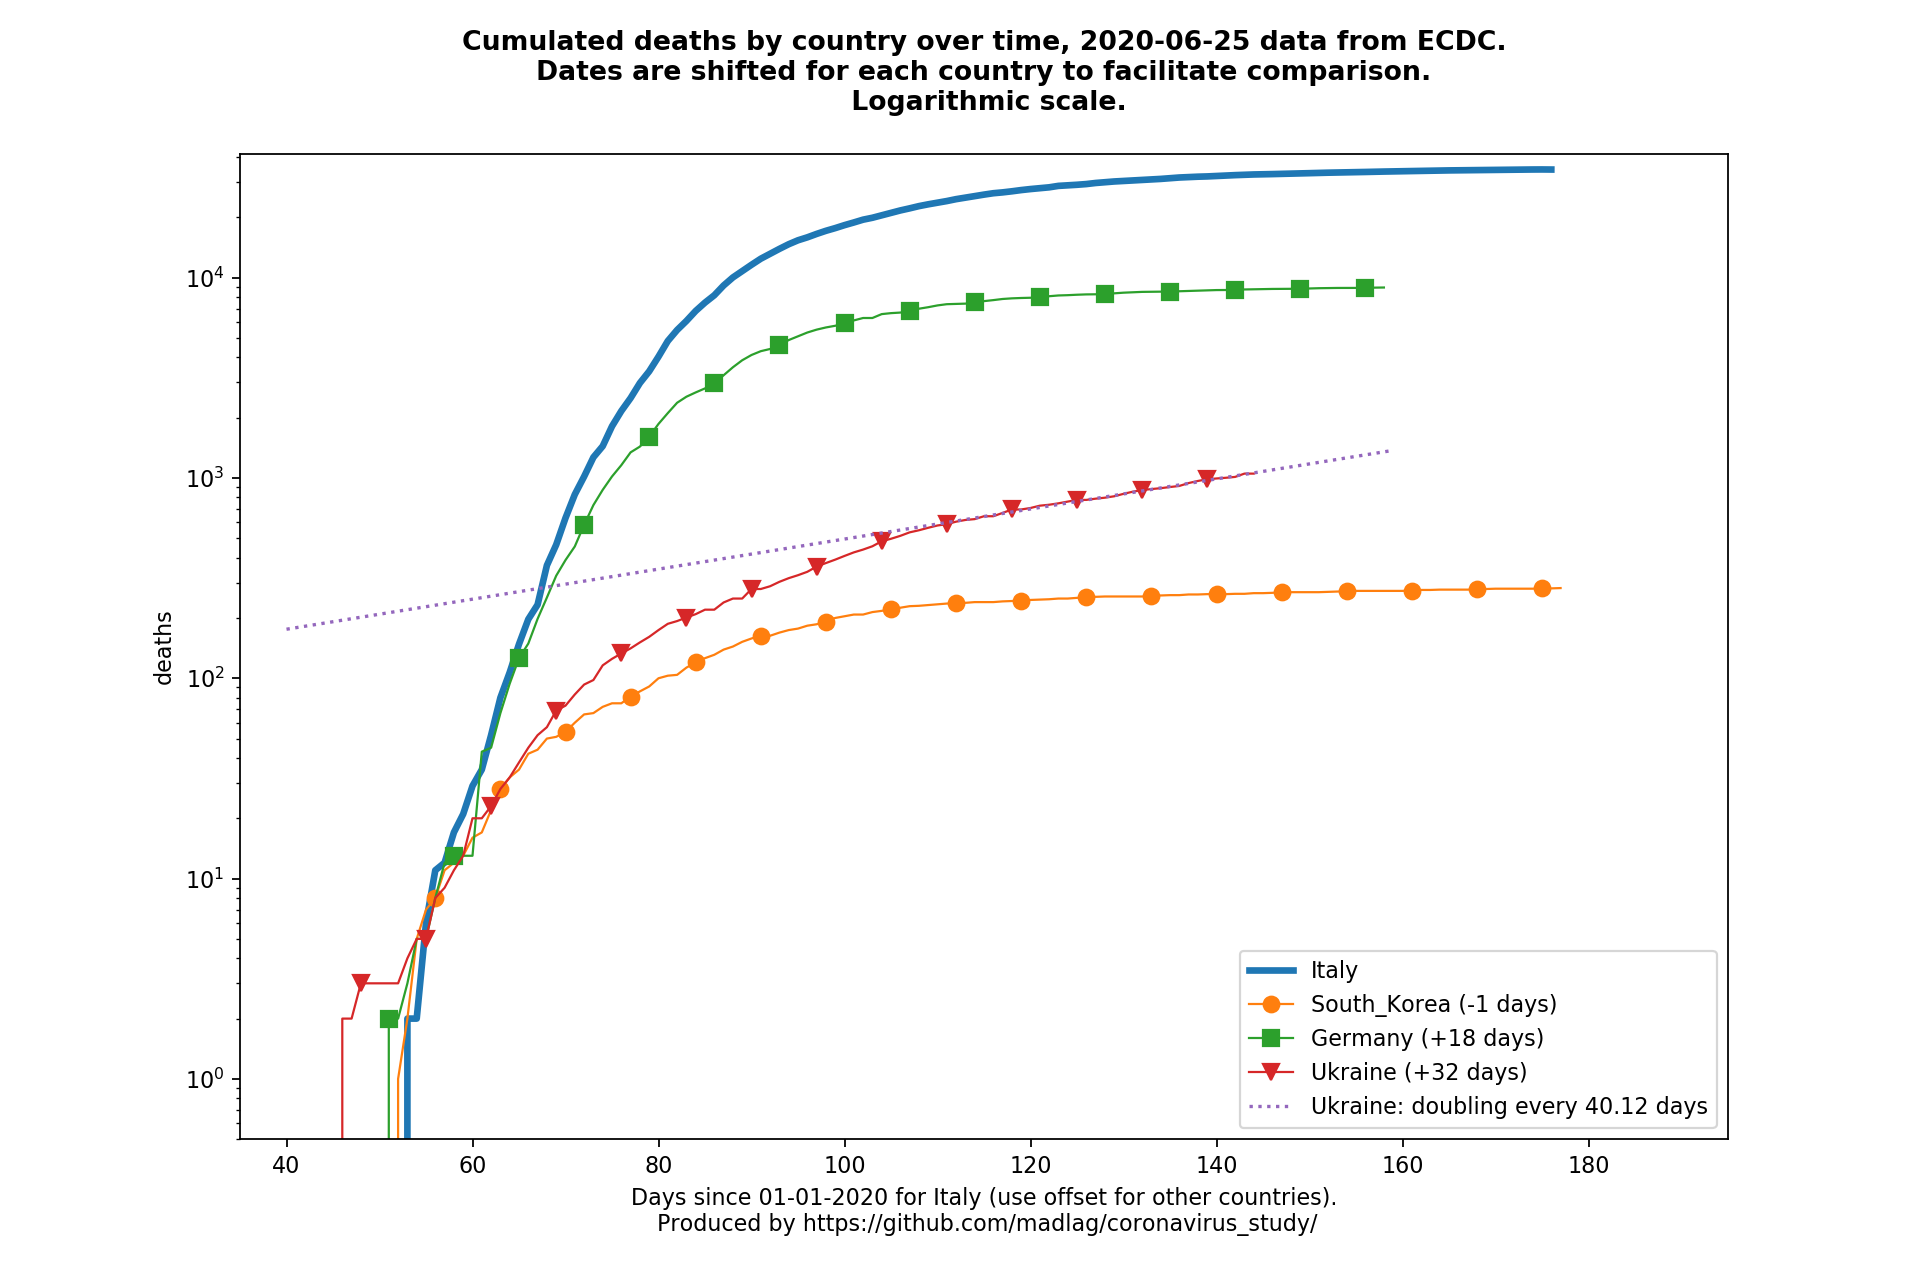 Cumulated deaths by country over time, 2020-06-25 data from ECDC.
Dates are shifted for each country to facilitate comparison.
Logarithmic scale.
deaths
10^4
10^3
10^2
10^1
10^0
40 60 80 100 120 140 160 180
Italy
South_Korea (-1 days)
Germany (+18 days)
Ukraine (+32 days)
Ukraine: doubling every 40.12 days
Days since 01-01-2020 for Italy (use offset for other countries).
Produced by https://github.com/madlag/coronavirus_study/